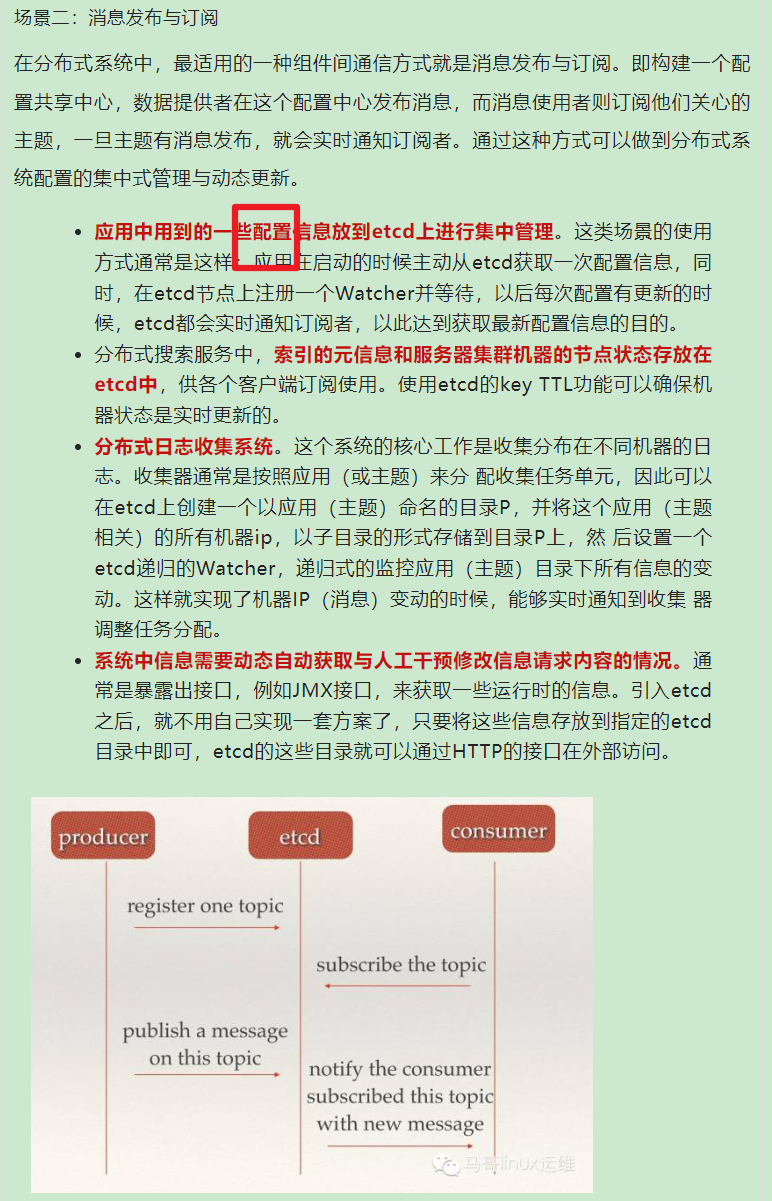 场景二：消息发布与订阅
在分布式系统中，最适用的一种组件间通信方式就是消息发布与订阅。即构建一个配
置共享中心，数据提供者在这个配置中心发布消息，而消息使用者则订阅他们关心的
主题，一旦主题有消息发布，就会实时通知订阅者。通过这种方式可以做到分布式系
统配置的集中式管理与动态更新。
• 应用中用到的一些配置信息放到etcd上进行集中管理。这类场景的使用
方式通常是这样：应用在启动的时候主动从etcd获取一次配置信息，同
时，在etcd节点上注册一个Watcher并等待，以后每次配置有更新的时
候，etcd都会实时通知订阅者，以此达到获取最新配置信息的目的。
• 分布式搜索服务中，索引的元信息和服务器集群机器的节点状态存放在
etcd中，供各个客户端订阅使用。使用etcd的key TTL功能可以确保机
器状态是实时更新的。
• 分布式日志收集系统。这个系统的核心工作是收集分布在不同机器的日
志。收集器通常是按照应用（或主题）来分 配收集任务单元，因此可以
在etcd上创建一个以应用（主题）命名的目录P，并将这个应用（主题
相关）的所有机器ip，以子目录的形式存储到目录P上，然 后设置一个
etcd递归的Watcher，递归式的监控应用（主题）目录下所有信息的变
动。这样就实现了机器IP（消息）变动的时候，能够实时通知到收集 器
调整任务分配。
• 系统中信息需要动态自动获取与人工干预修改信息请求内容的情况。通
常是暴露出接口，例如JMX接口，来获取一些运行时的信息。引入etcd
之后，就不用自己实现一套方案了，只要将这些信息存放到指定的etcd
目录中即可，etcd的这些目录就可以通过HTTP的接口在外部访问。
producer etcd consumer
register one topic
subscribe the topic
publish a message
on this topic
notify the consumer
subscribed this topic
with new message
马哥linux运维